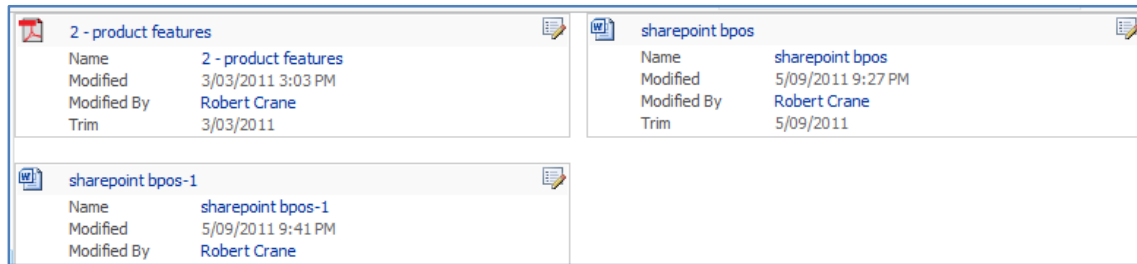 2 - product features
Name 2 - product features
Modified 3/03/2011 3:03 PM
Modified By Robert Crane
Trim 3/03/2011
sharepoint bpos
Name sharepoint bpos
Modified 5/09/2011 9:27 PM
Modified By Robert Crane
Trim 5/09/2011
sharepoint bpos-1
Name sharepoint bpos-1
Modified 5/09/2011 9:41 PM
Modified By Robert Crane